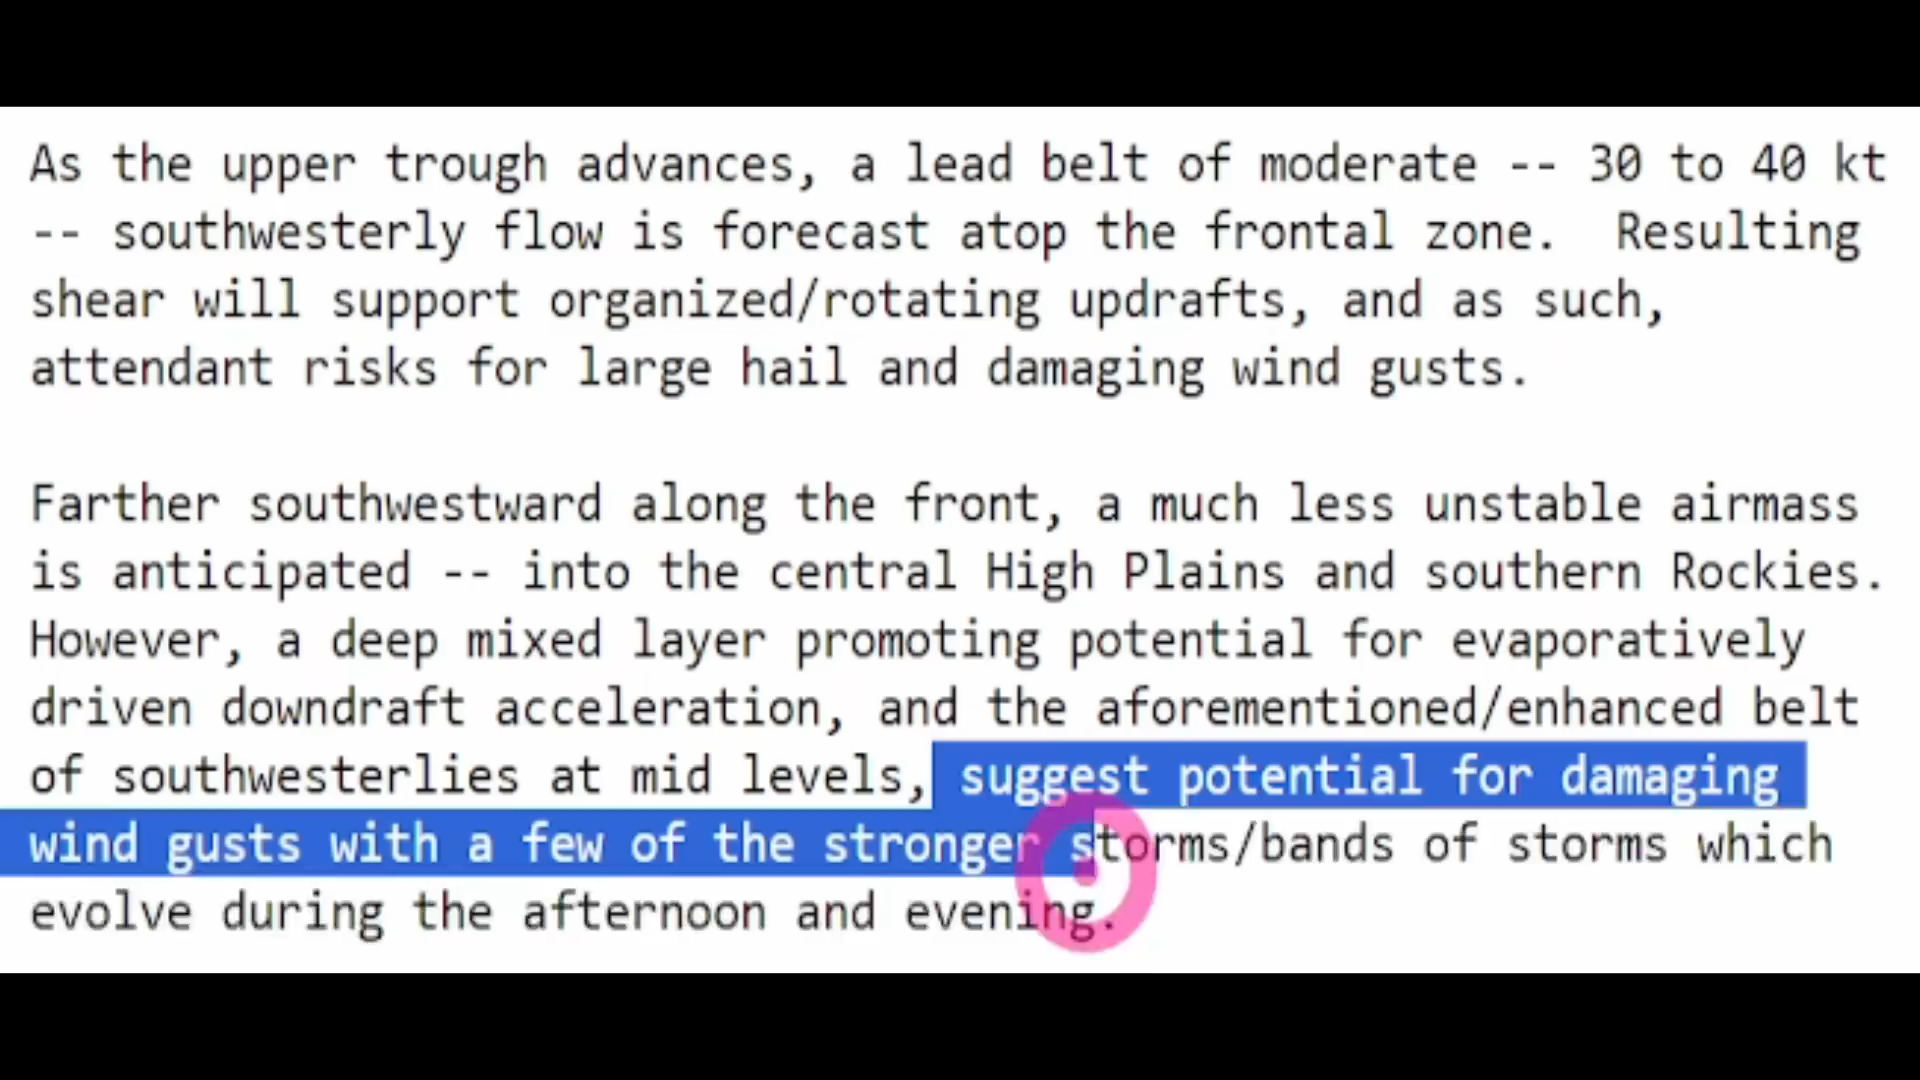 As the upper trough advances, a lead belt of moderate -- 30 to 40 kt
-- southwesterly flow is forecast atop the frontal zone.  Resulting
shear will support organized/rotating updrafts, and as such,
attendant risks for large hail and damaging wind gusts.
Farther southwestward along the front, a much less unstable airmass
is anticipated -- into the central High Plains and southern Rockies.
However, a deep mixed layer promoting potential for evaporatively
driven downdraft acceleration, and the aforementioned/enhanced belt
of southwesterlies at mid levels, suggest potential for damaging
wind gusts with a few of the stronger storms/bands of storms which
evolve during the afternoon and evening.